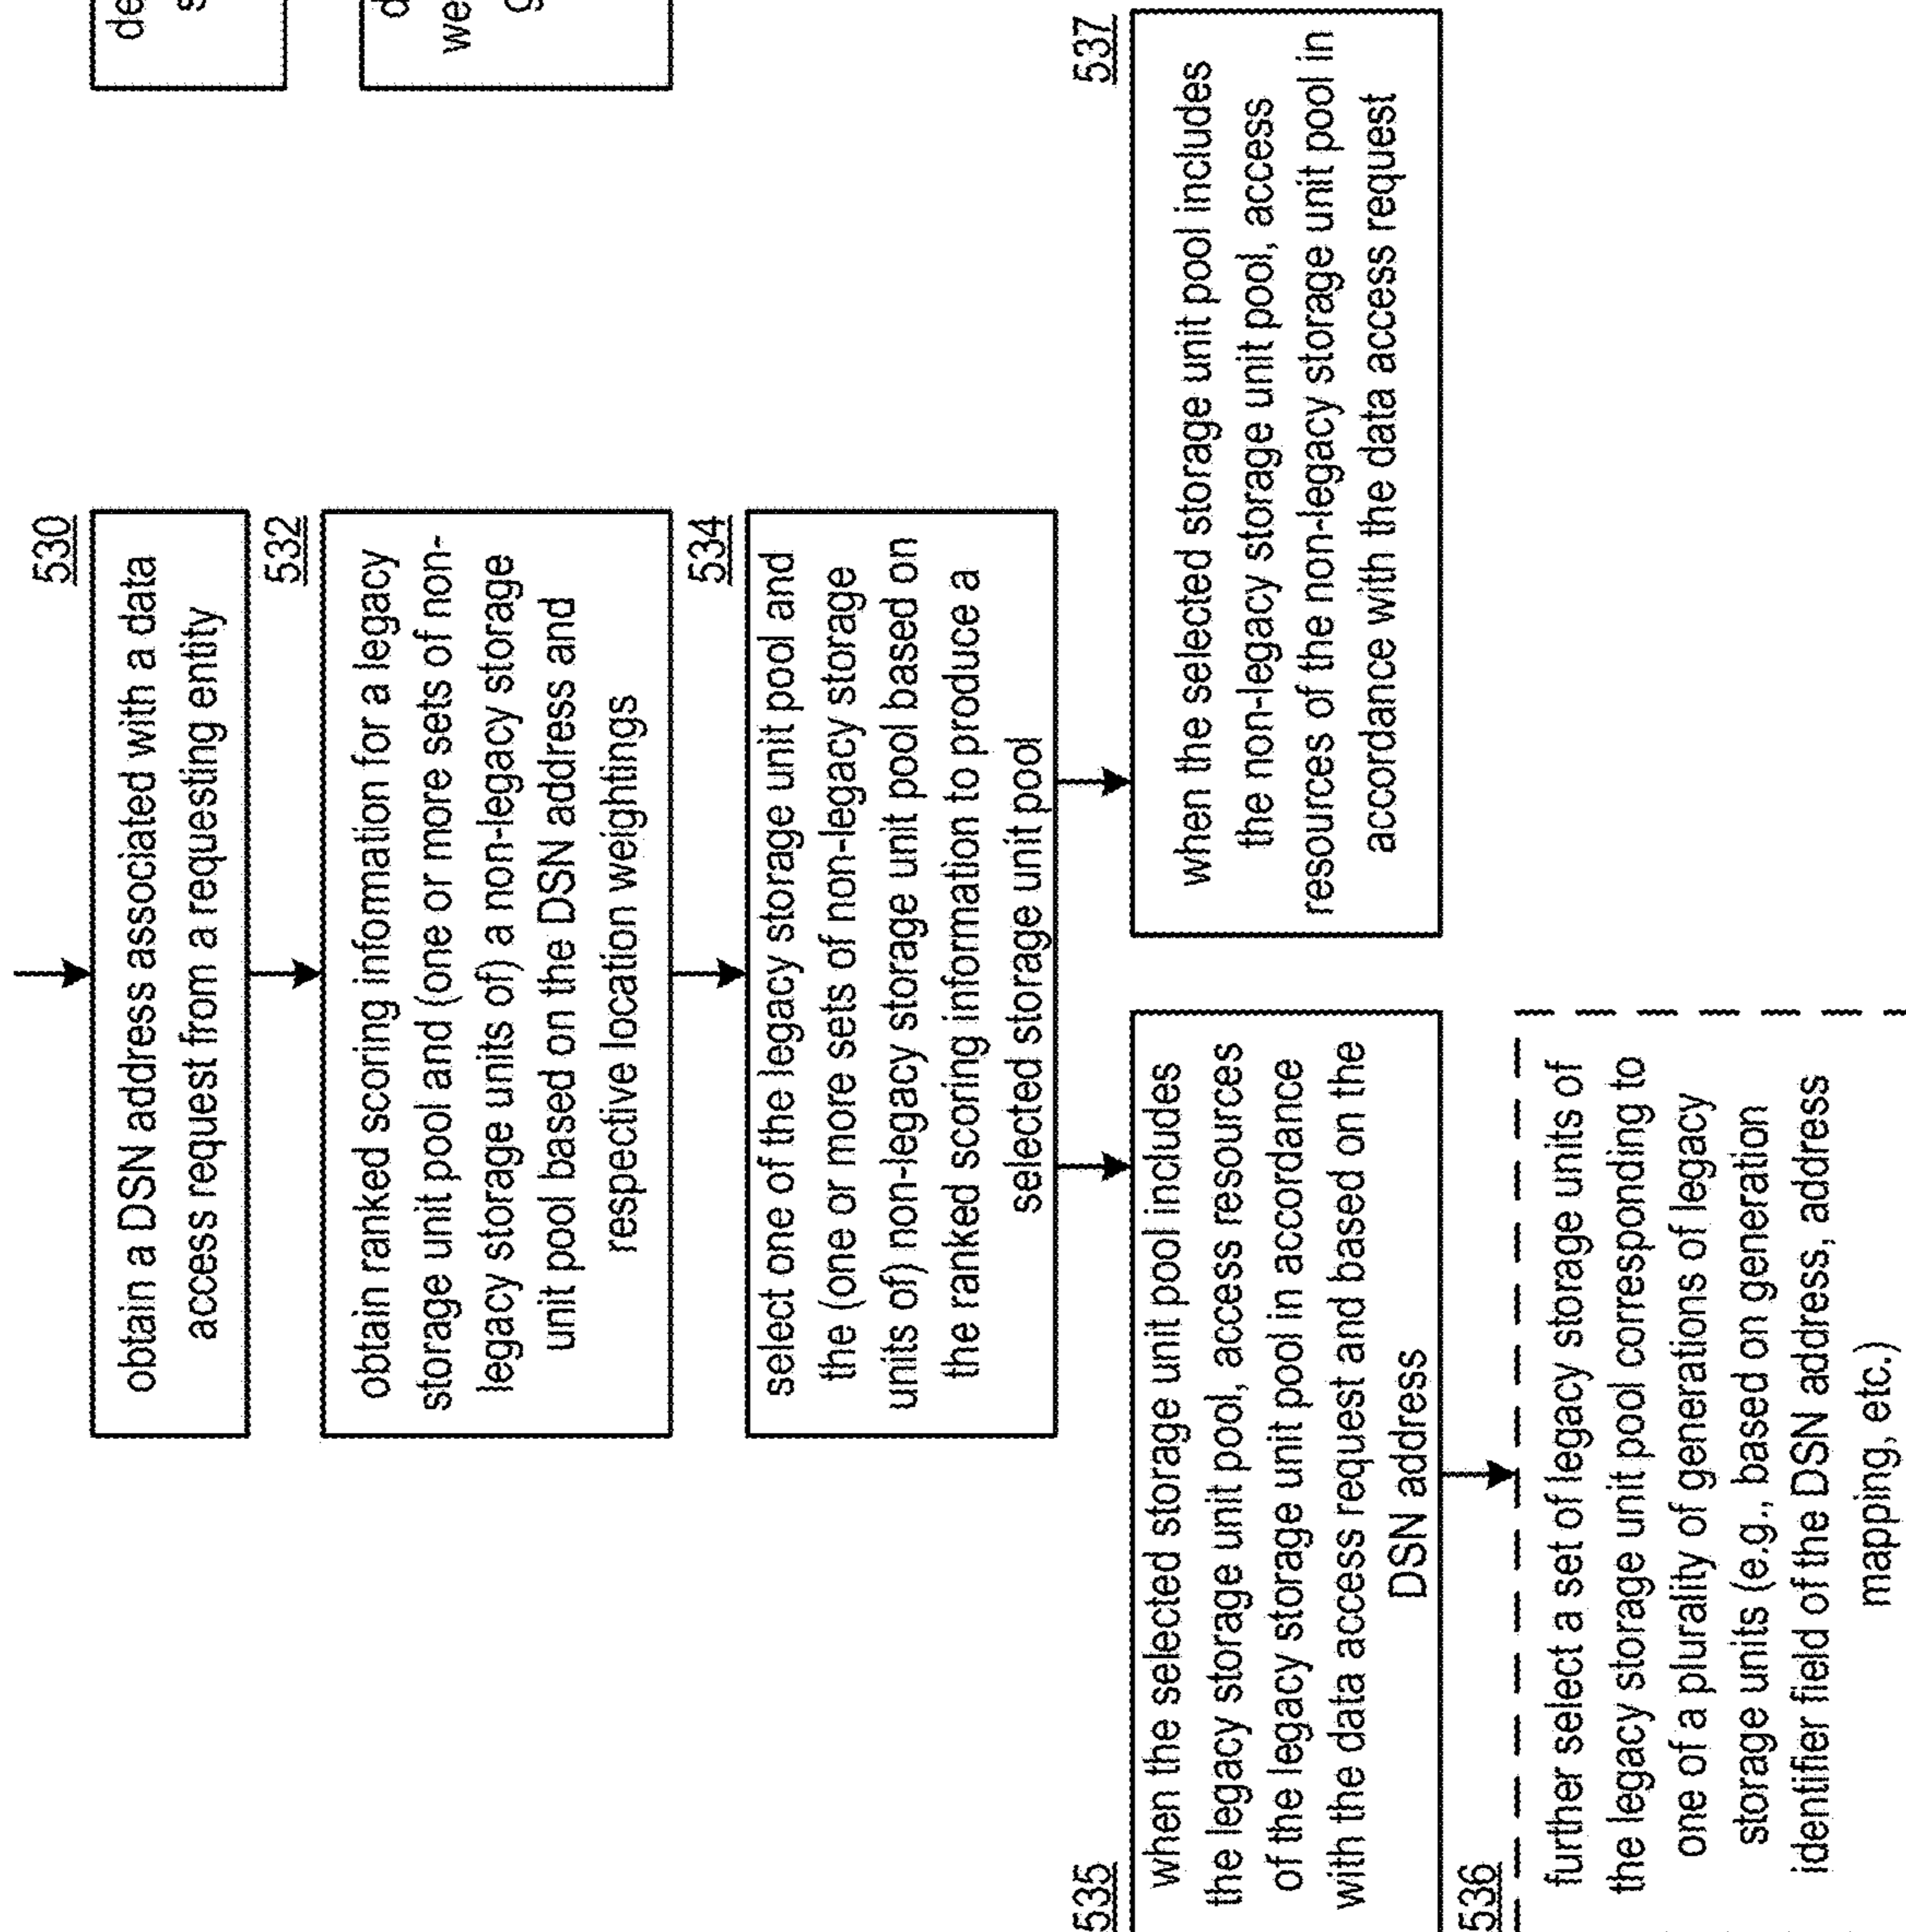 530
obtain a DSN address associated with a data
access request from a requesting entity
532
obtain ranked scoring information for a legacy
storage unit pool and (one or more sets of non-
legacy storage units of) a non-legacy storage
unit pool based on the DSN address and
respective location weightings
534
select one of the legacy storage unit pool and
the (one or more sets of non-legacy storage
units of) non-legacy storage unit pool based on
the ranked scoring information to produce a
selected storage unit pool
535
when the selected storage unit pool includes
the legacy storage unit pool, access resources
of the legacy storage unit pool in accordance
with the data access request and based on the
DSN address
536
further select a set of legacy storage units of
the legacy storage unit pool corresponding to
one of a plurality of generations of legacy
storage units (e.g., based on generation
identifier field of the DSN address, address
mapping, etc.)
537
when the selected storage unit pool includes
the non-legacy storage unit pool, access
resources of the non-legacy storage unit pool in
accordance with the data access request